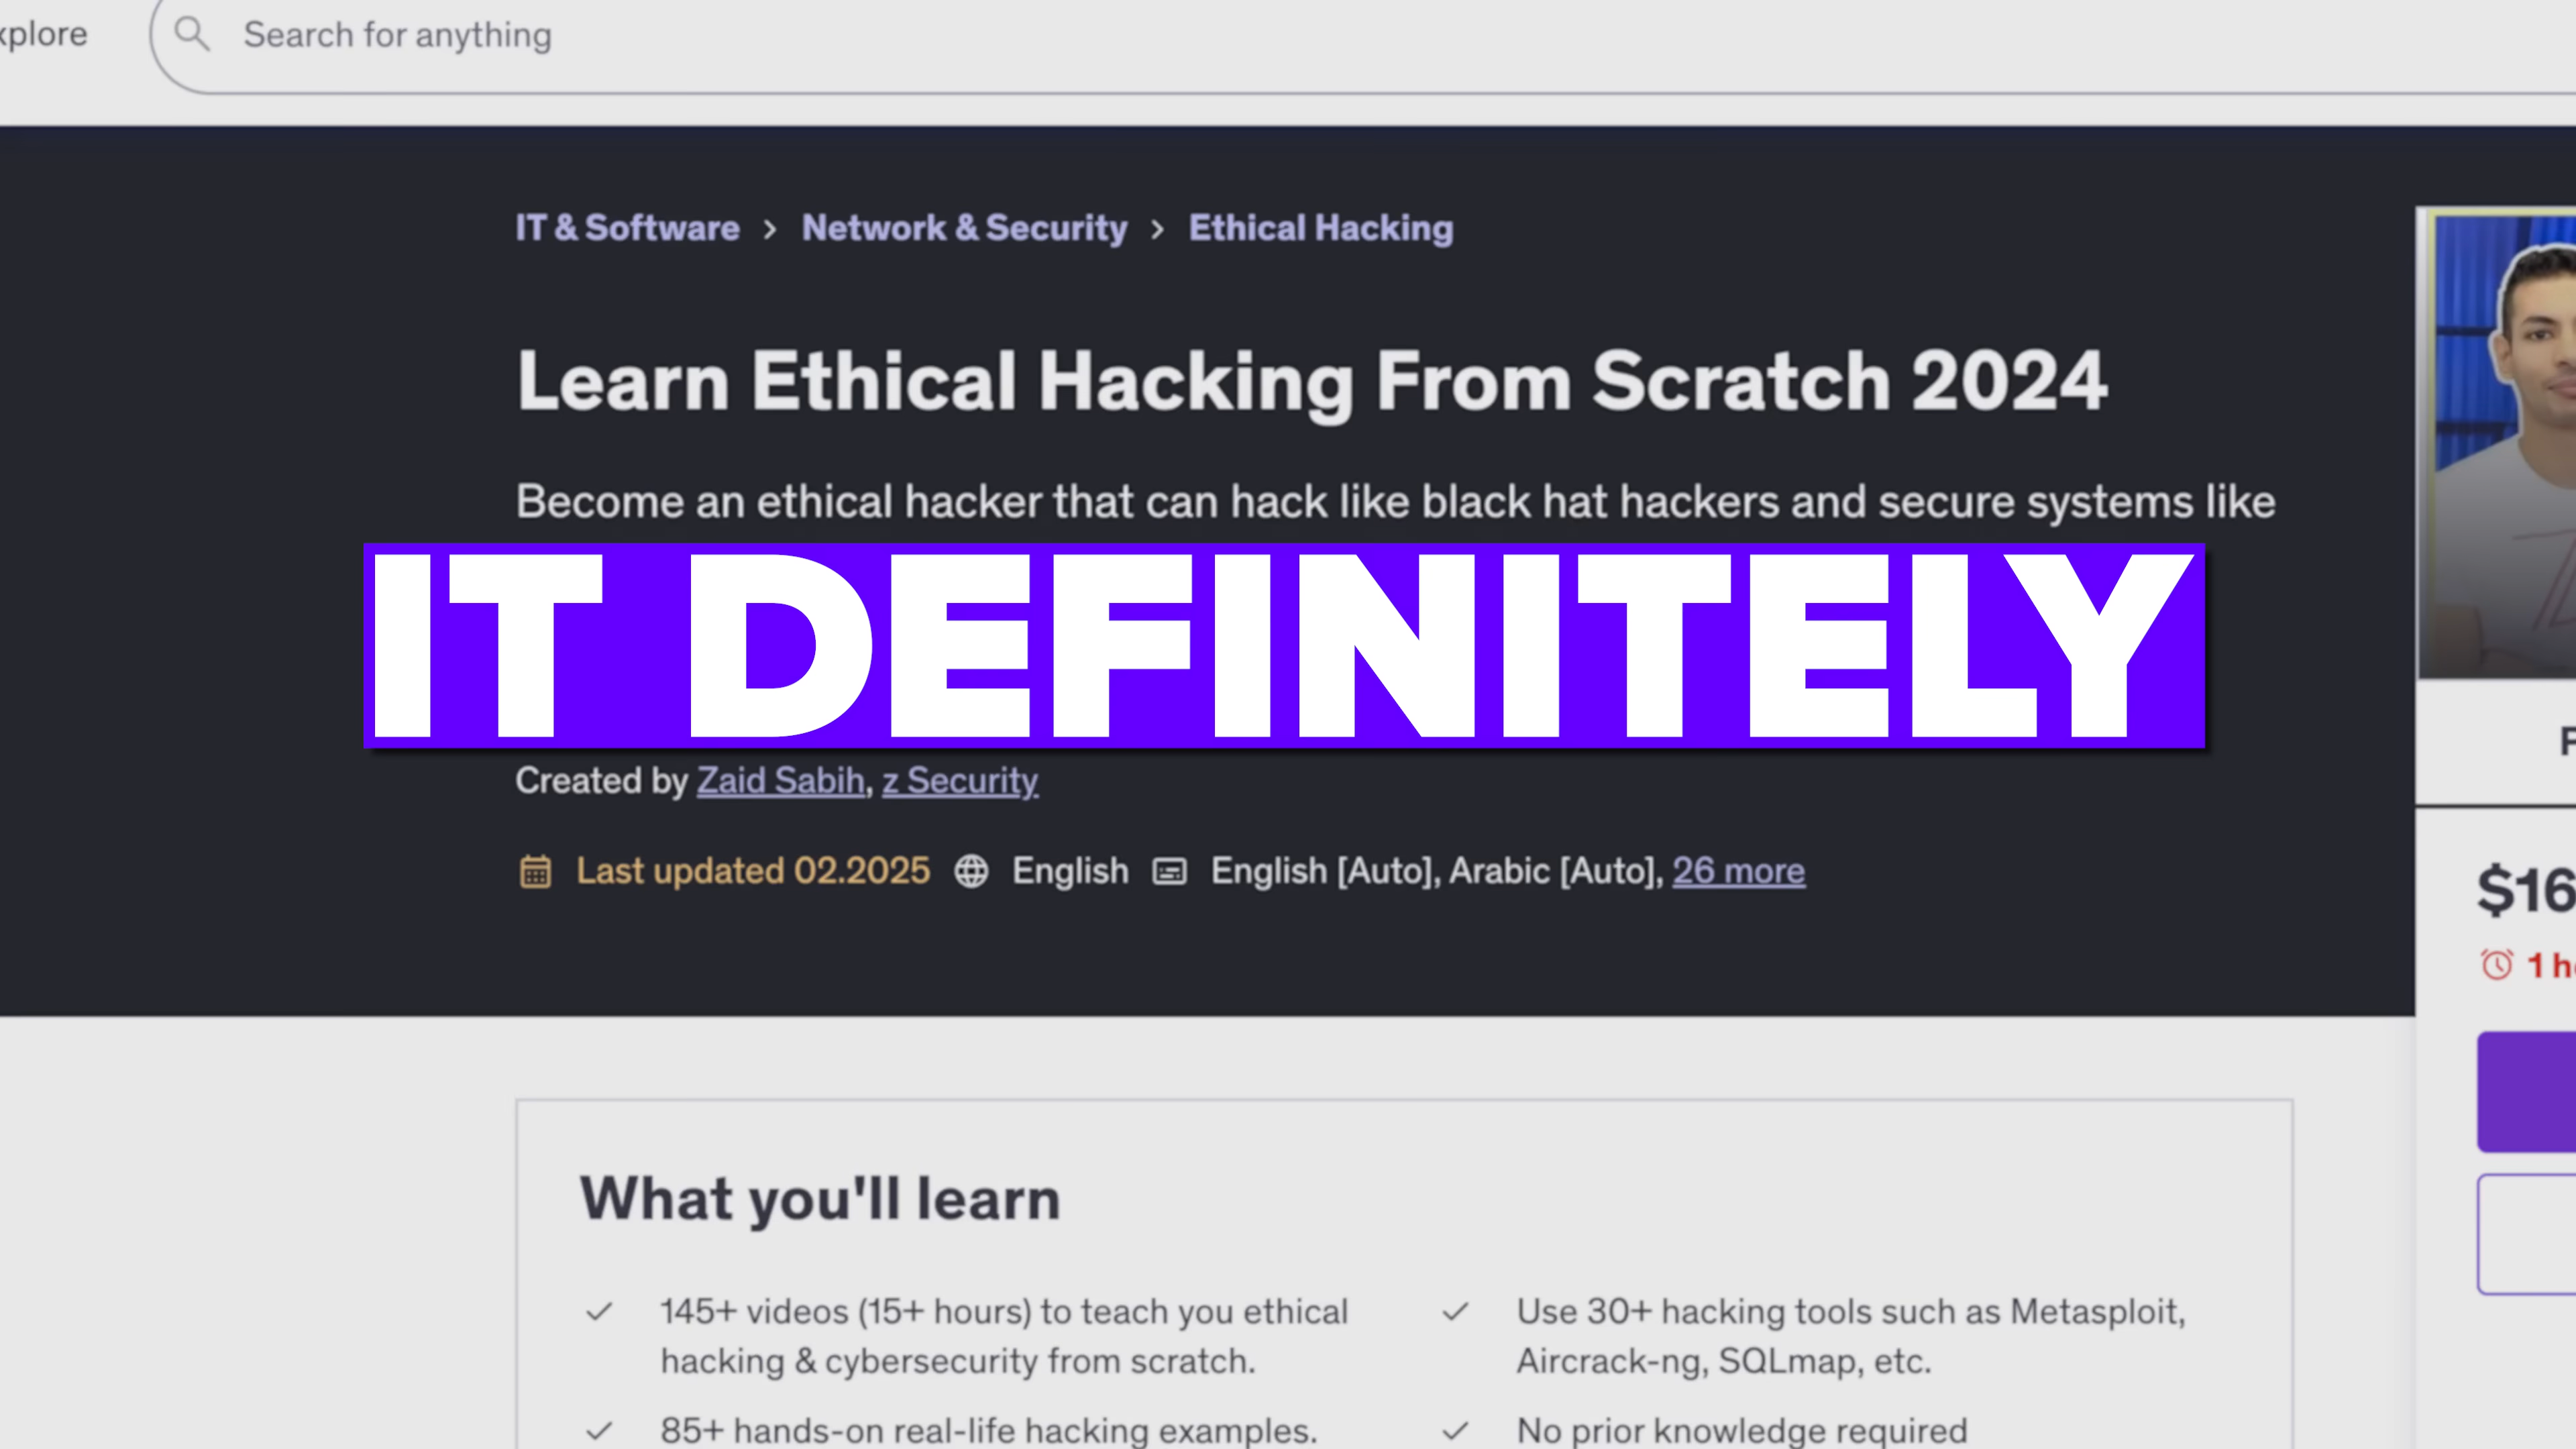 Search for anything
IT & Software > Network & Security > Ethical Hacking
Learn Ethical Hacking From Scratch 2024
Become an ethical hacker that can hack like black hat hackers and secure systems like
IT DEFINITELY
Created by Zaid Sabih, z Security
Last updated 02.2025 English English [Auto], Arabic [Auto], 26 more
$16
1 h
What you'll learn
145+ videos (15+ hours) to teach you ethical
hacking & cybersecurity from scratch.
Use 30+ hacking tools such as Metasploit,
Aircrack-ng, SQLmap, etc.
85+ hands-on real-life hacking examples.
No prior knowledge required